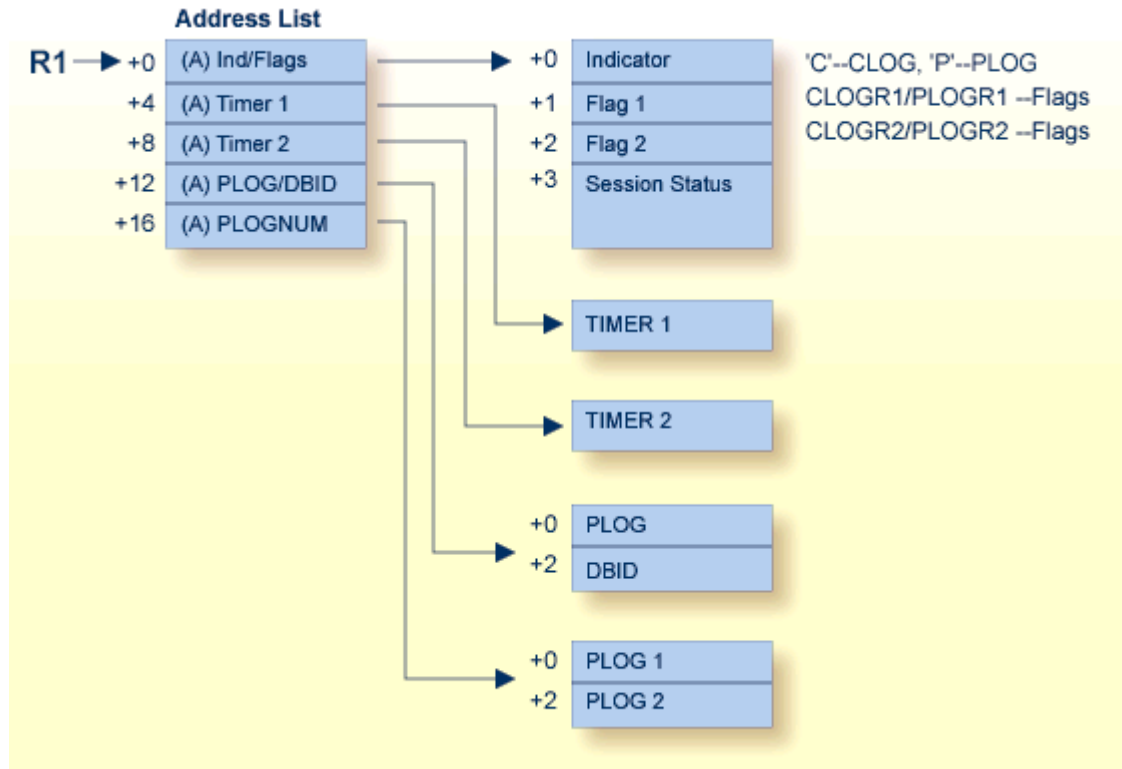 Address List
R1 +0 (A) Ind/Flags
+4 (A) Timer 1
+8 (A) Timer 2
+12 (A) PLOG/DBID
+16 (A) PLOGNUM
+0 Indicator 'C'--CLOG, 'P'--PLOG
+1 Flag 1 CLOGR1/PLOGR1 --Flags
+2 Flag 2 CLOGR2/PLOGR2 --Flags
+3 Session Status
TIMER 1
TIMER 2
+0 PLOG
+2 DBID
+0 PLOG 1
+2 PLOG 2